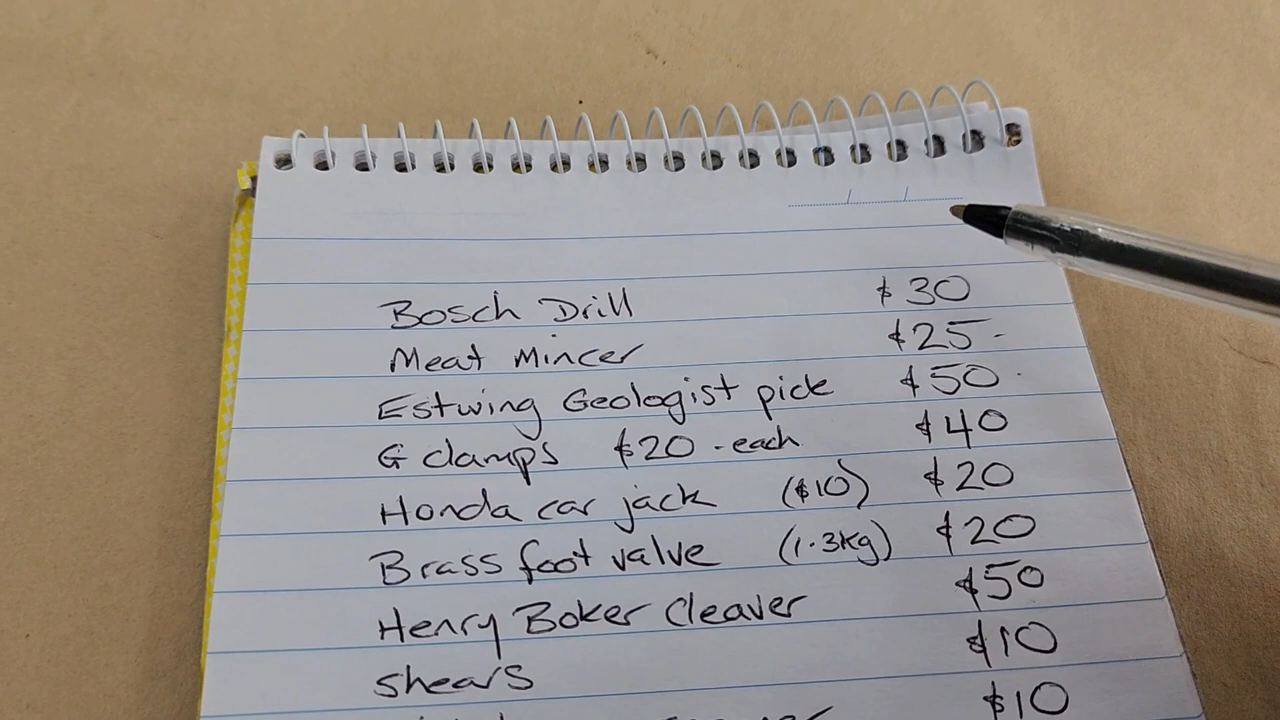 Bosch Drill $30
Meat Mincer $25-
Estwing Geologist pick $50
G clamps $20 - each $40
Honda car jack ($10) $20
Brass foot valve (1.3kg) $20
Henry Boker Cleaver $50
Shears $10
$10